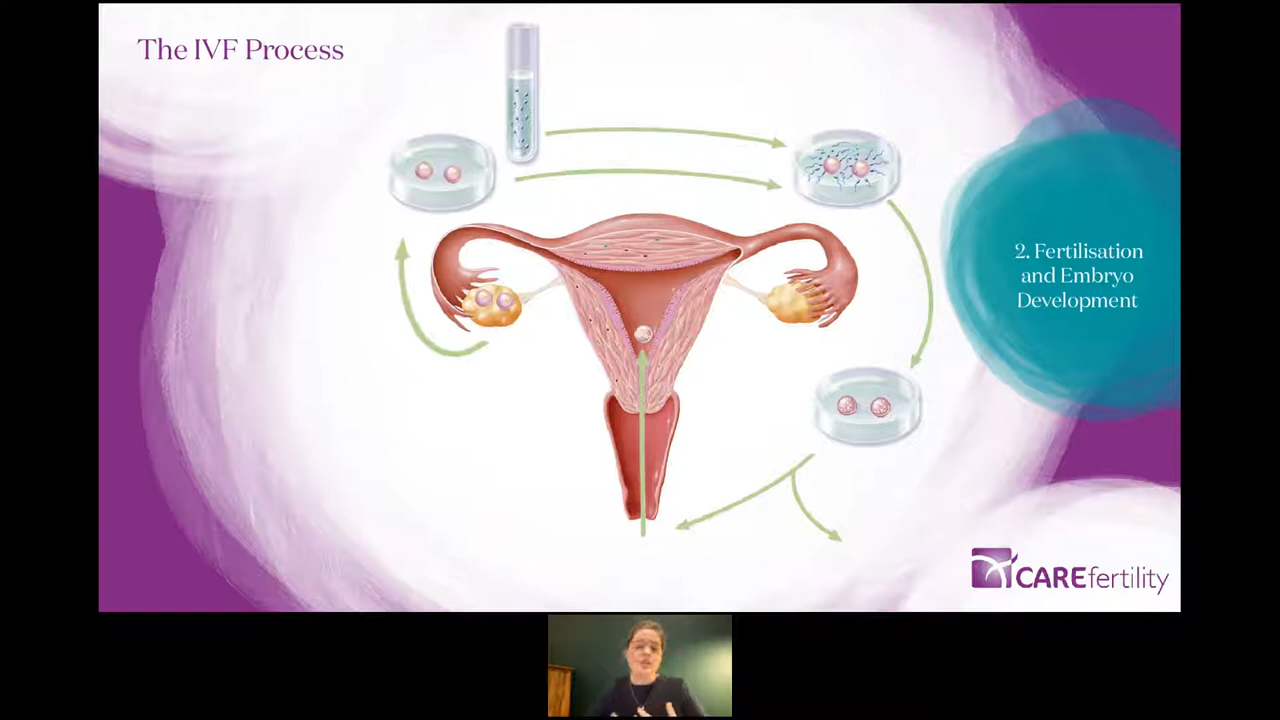 The IVF Process
2. Fertilisation
and Embryo
Development
CAREfertility